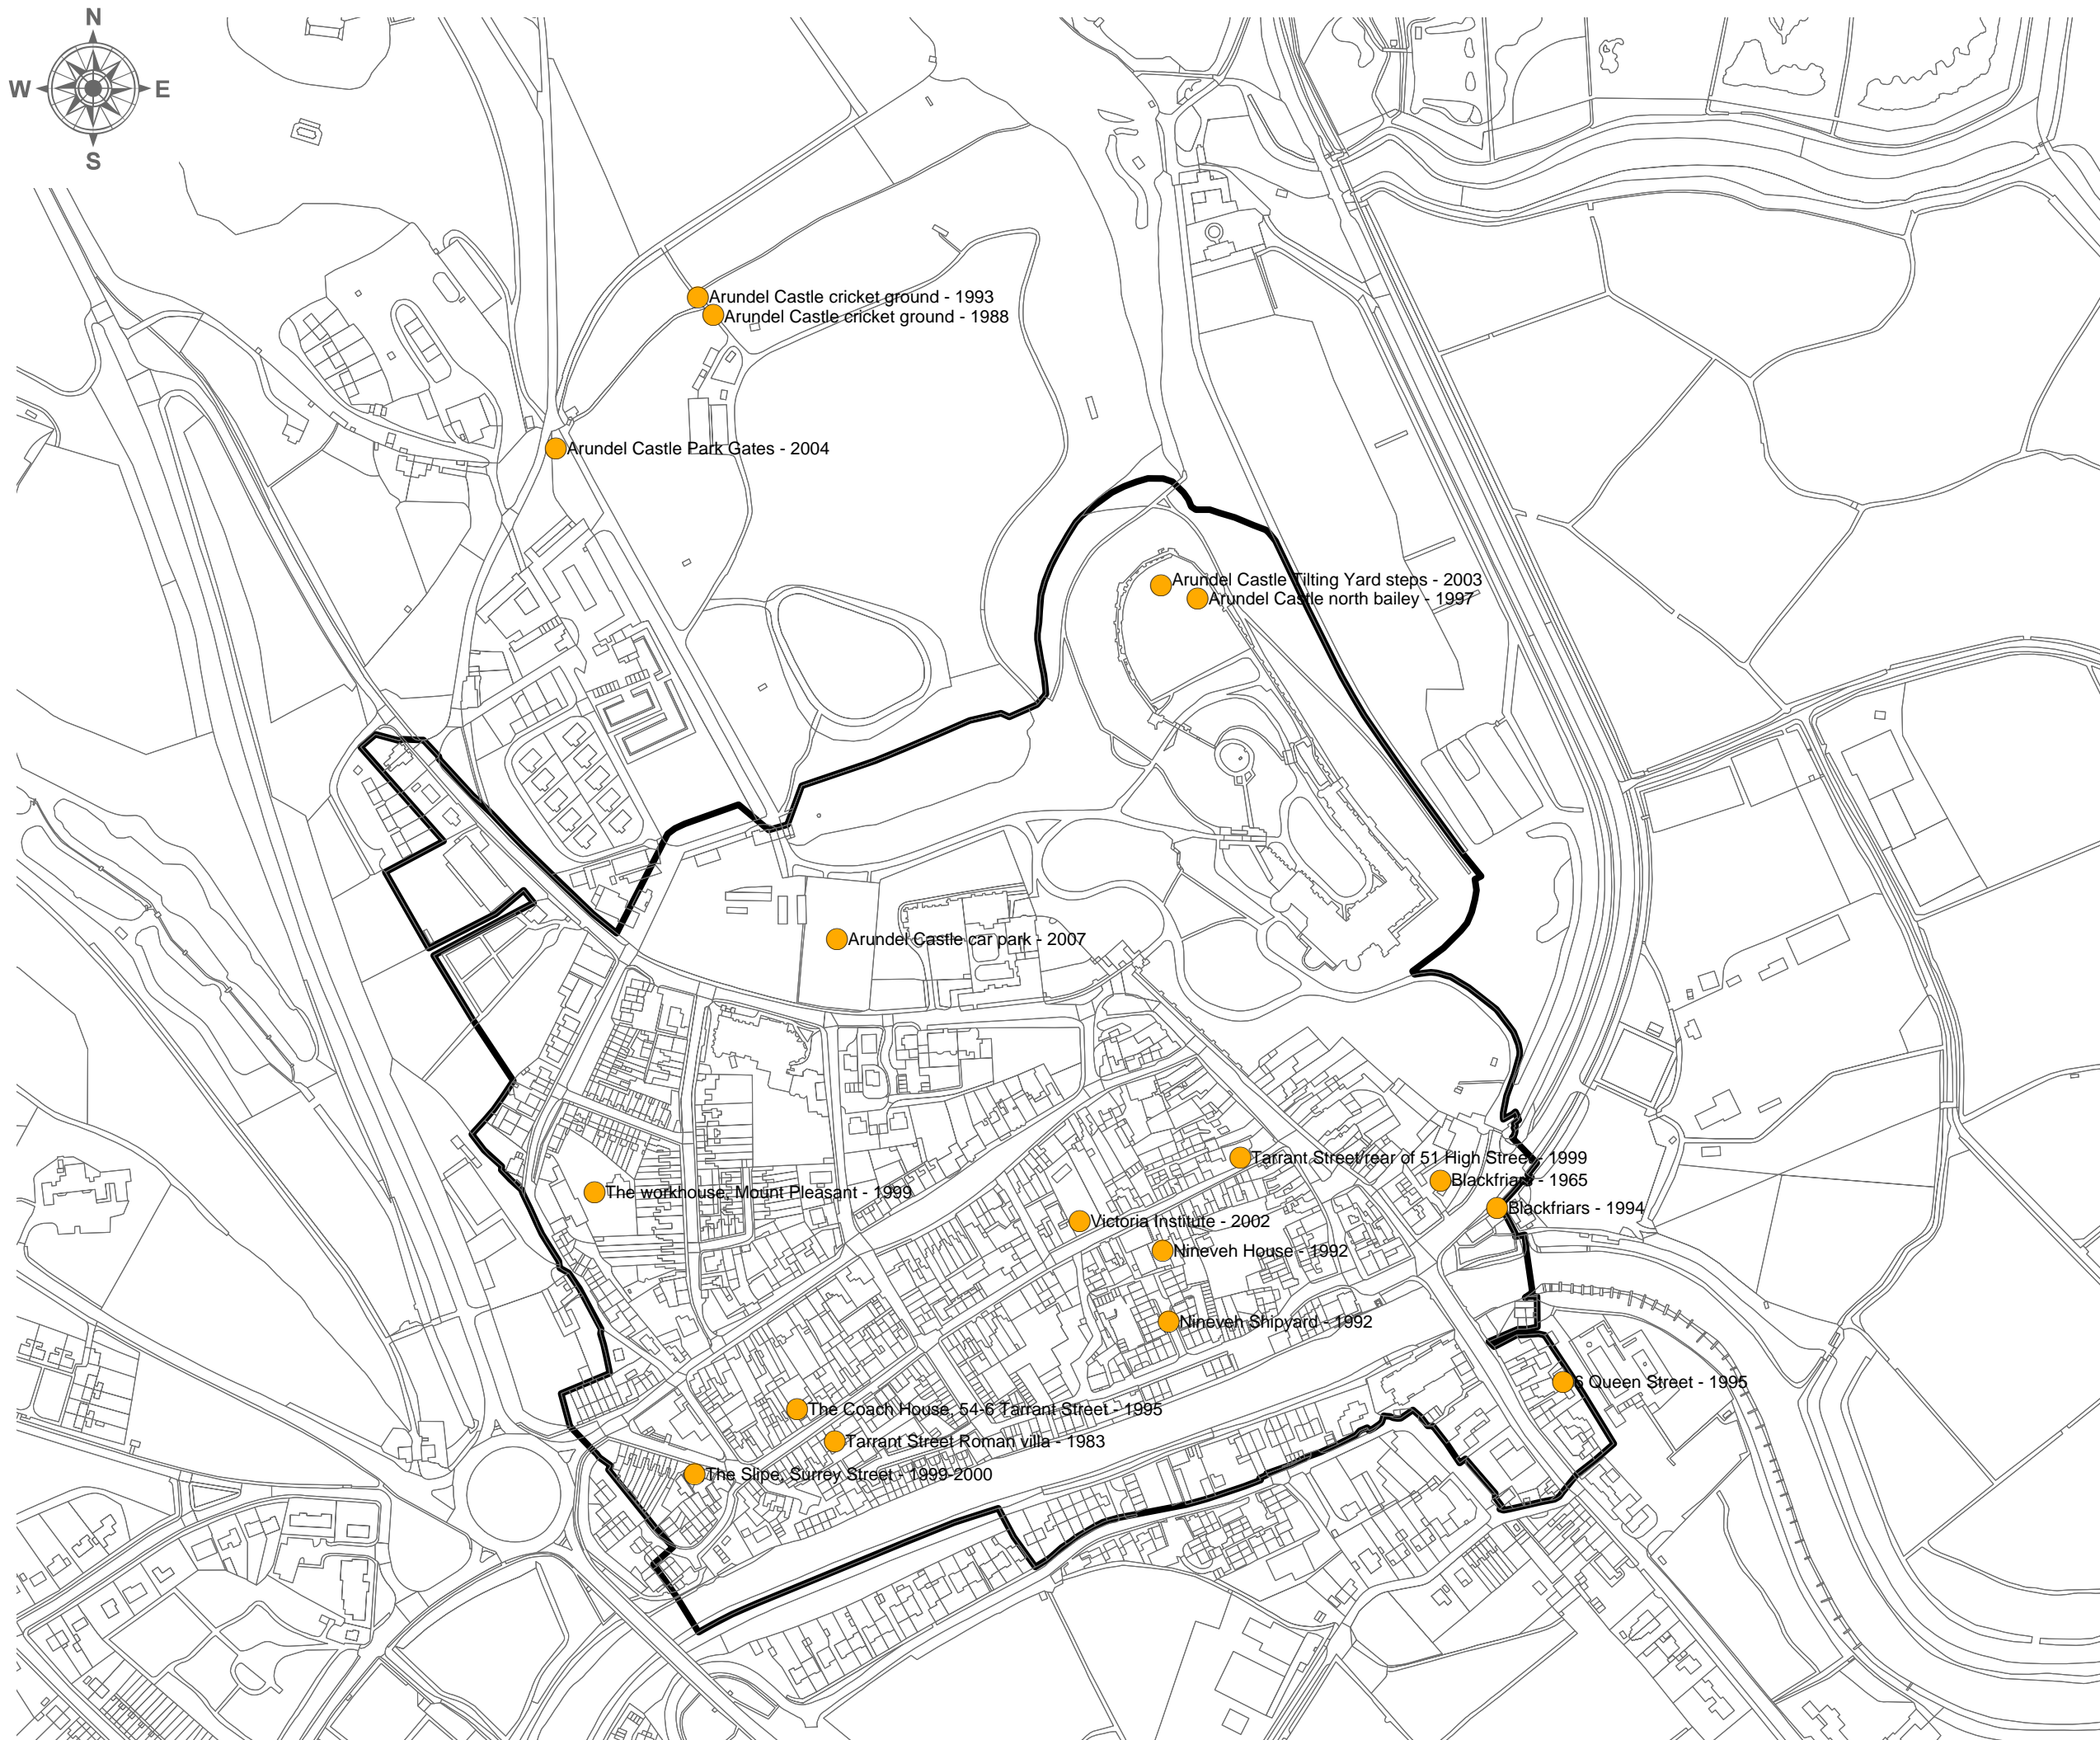 N
W
E
S
Arundel Castle cricket ground - 1993
Arundel Castle cricket ground - 1988
Arundel Castle Park Gates - 2004
Arundel Castle Tilting Yard steps - 2003
Arundel Castle north bailey - 1997
Arundel Castle car park - 2007
Tarrant Street/rear of 51 High Street - 1999
Blackfriars - 1965
The workhouse, Mount Pleasant - 1999
Blackfriars - 1994
Victoria Institute - 2002
Nineveh House - 1992
Nineveh Shipyard - 1992
6 Queen Street - 1995
The Coach House, 54-6 Tarrant Street - 1995
Tarrant Street Roman villa - 1983
The Slipe, Surrey Street - 1999-2000